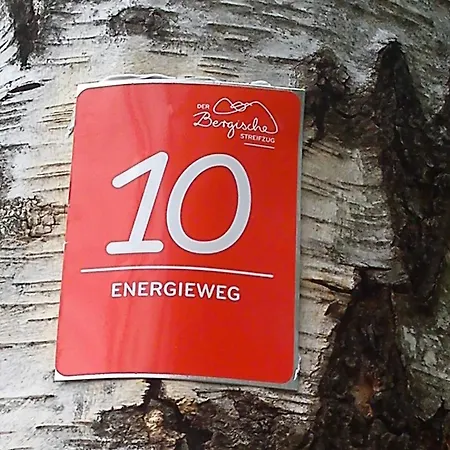 DER
Bergische
STREIFZUG
10
ENERGIEWEG